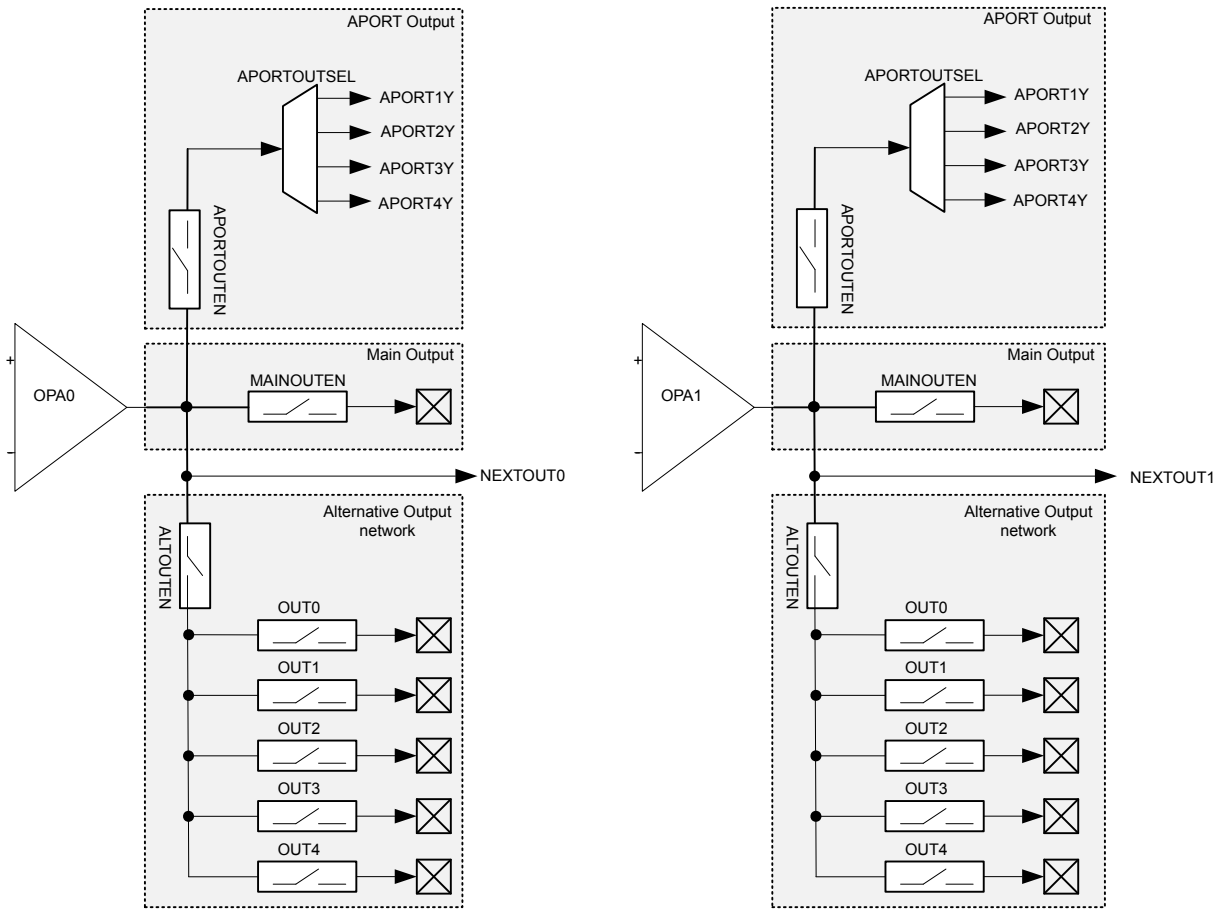 APORT Output
APORTOUTSEL
APORT1Y
APORT2Y
APORT3Y
APORT4Y
APORTOUTEN
Main Output
MAINOUTEN
+
OPA0
-
NEXTOUT0
Alternative Output
network
ALTOUTEN
OUT0
OUT1
OUT2
OUT3
OUT4
APORT Output
APORTOUTSEL
APORT1Y
APORT2Y
APORT3Y
APORT4Y
APORTOUTEN
Main Output
MAINOUTEN
+
OPA1
-
NEXTOUT1
Alternative Output
network
ALTOUTEN
OUT0
OUT1
OUT2
OUT3
OUT4